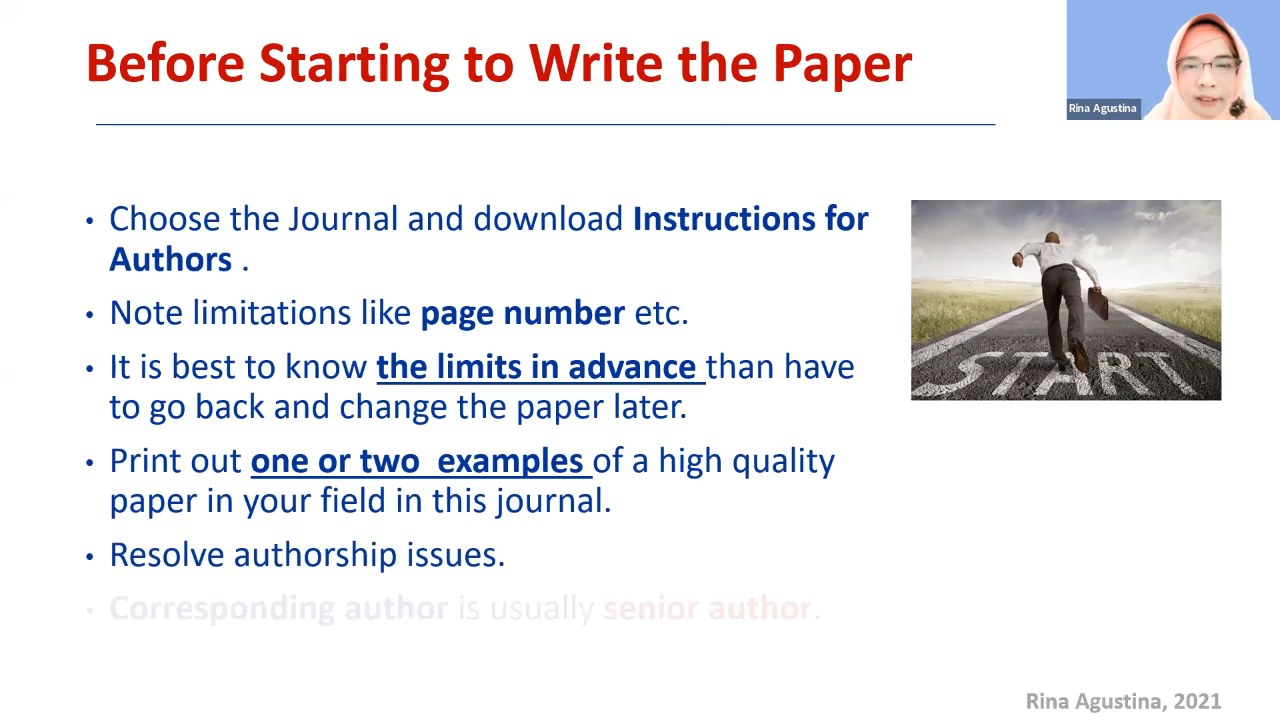 Before Starting to Write the Paper
Rina Agustina
• Choose the Journal and download Instructions for
Authors .
• Note limitations like page number etc.
• It is best to know the limits in advance than have
to go back and change the paper later.
• Print out one or two examples of a high quality
paper in your field in this journal.
• Resolve authorship issues.
• Corresponding author is usually senior author.
START
Rina Agustina, 2021